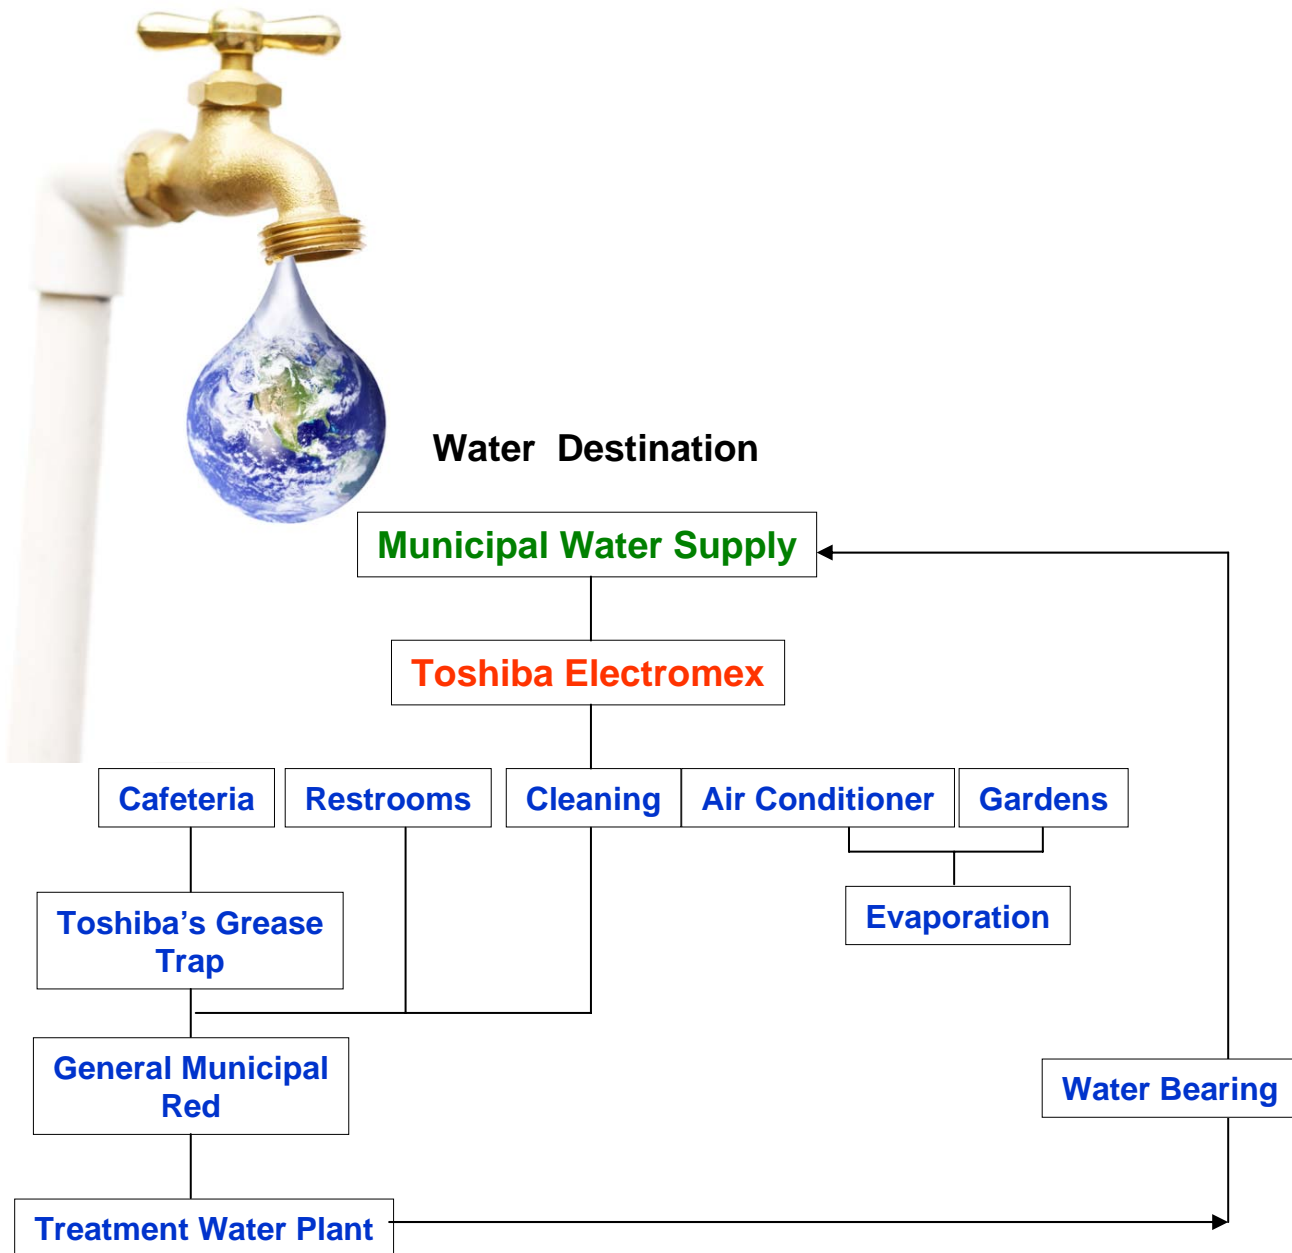 Water Destination
Municipal Water Supply
Toshiba Electromex
Cafeteria
Restrooms
Cleaning
Air Conditioner
Gardens
Toshiba’s Grease
Trap
Evaporation
General Municipal
Red
Water Bearing
Treatment Water Plant